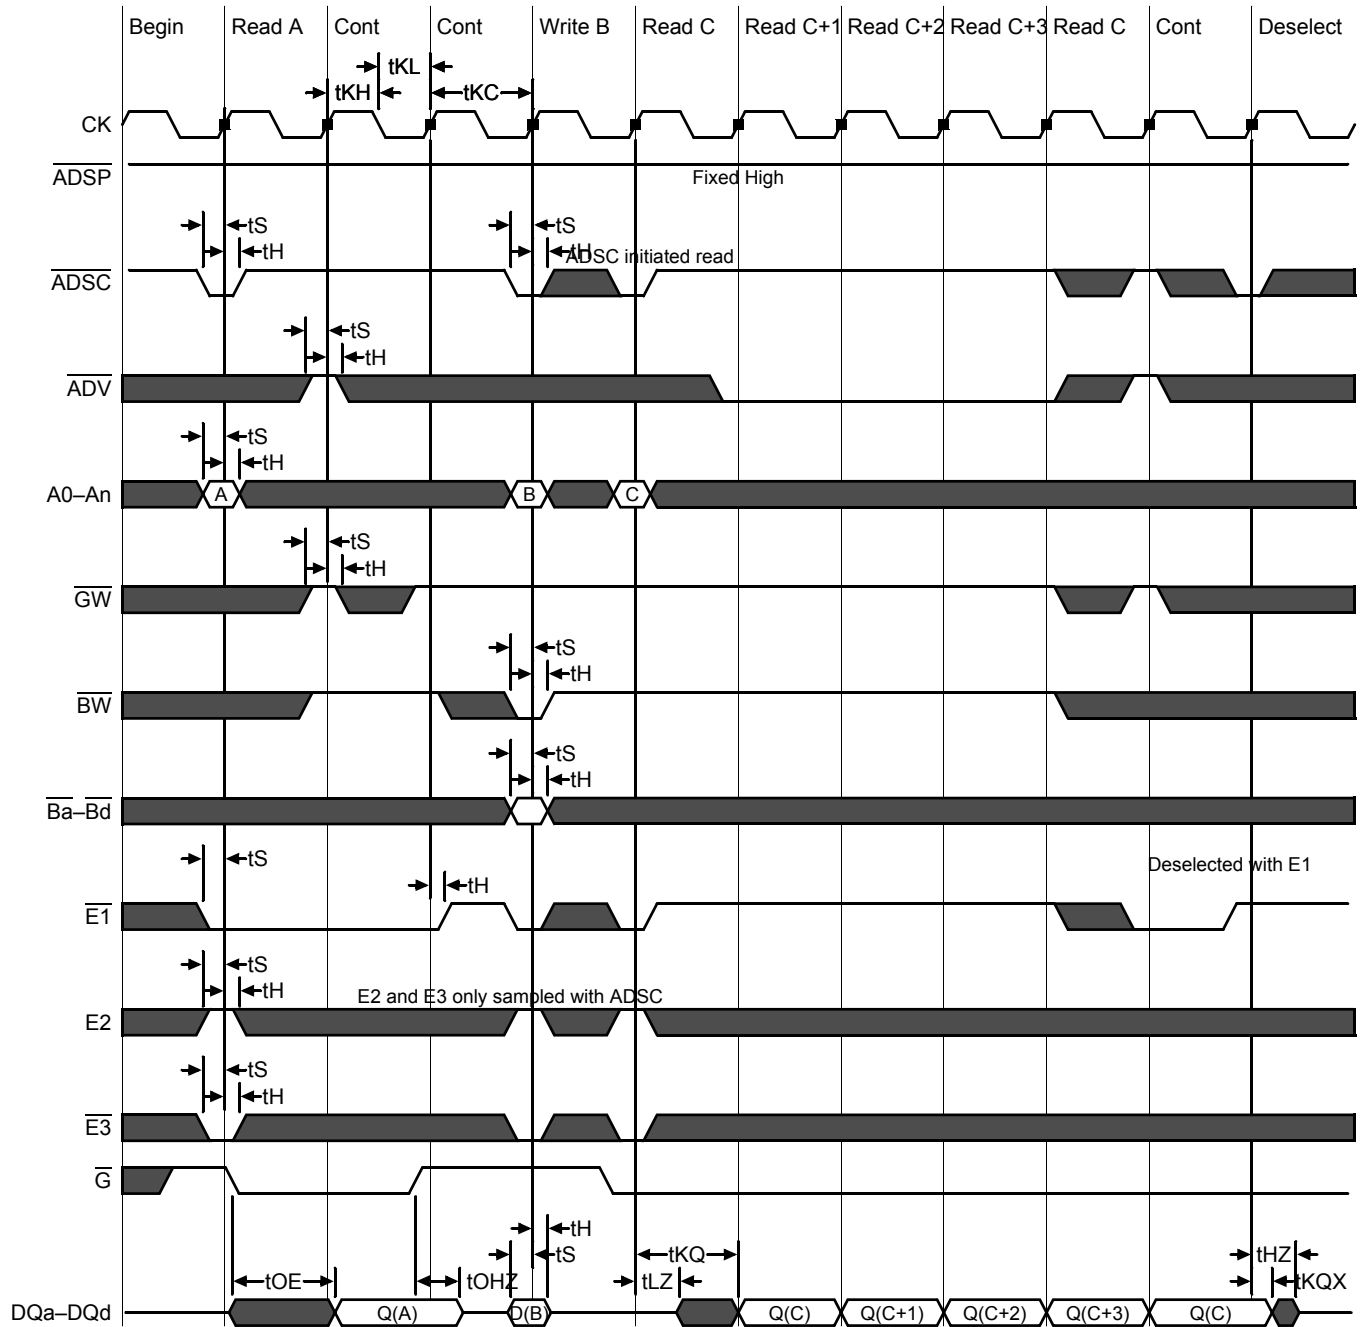 Begin Read A Cont Cont Write B Read C Read C+1 Read C+2 Read C+3 Read C Cont Deselect
tKL
tKH tKC
CK
ADSP
Fixed High
tS tS
tH tH
ADSC initiated read
ADSC
tS
tH
ADV
tS
tH
A0–An A B C
tS
tH
GW
tS
tH
BW
tS
tH
Ba–Bd
tS Deselected with E1
tH
E1
tS
tH
E2 and E3 only sampled with ADSC
E2
tS
tH
E3
G
tH
tS tKQ tHZ
tOE tOHZ tLZ tKQX
DQa–DQd Q(A) D(B) Q(C) Q(C+1) Q(C+2) Q(C+3) Q(C)